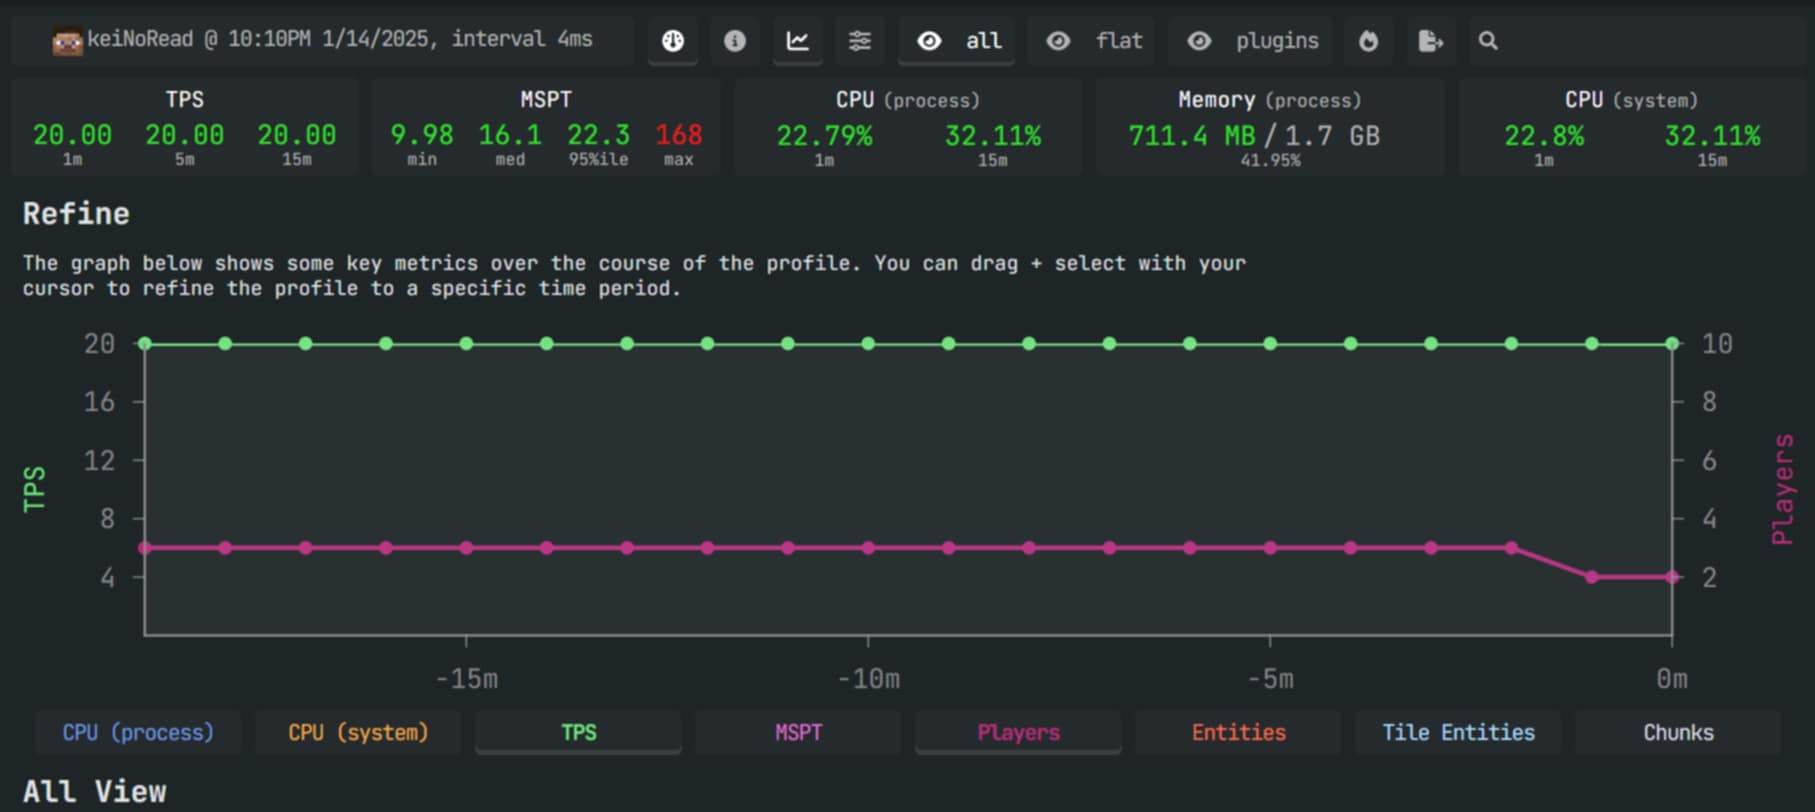 keiNoRead @ 10:10PM 1/14/2025, interval 4ms
all
flat
plugins
TPS
20.00 20.00 20.00
1m 5m 15m
MSPT
9.98 16.1 22.3 168
min med 95%ile max
CPU (process)
22.79% 32.11%
1m 15m
Memory (process)
711.4 MB / 1.7 GB
41.95%
CPU (system)
22.8% 32.11%
1m 15m
Refine
The graph below shows some key metrics over the course of the profile. You can drag + select with your
cursor to refine the profile to a specific time period.
TPS
20
16
12
8
4
10
8
6
4
2
Players
-15m -10m -5m 0m
CPU (process) CPU (system) TPS MSPT Players Entities Tile Entities Chunks
All View